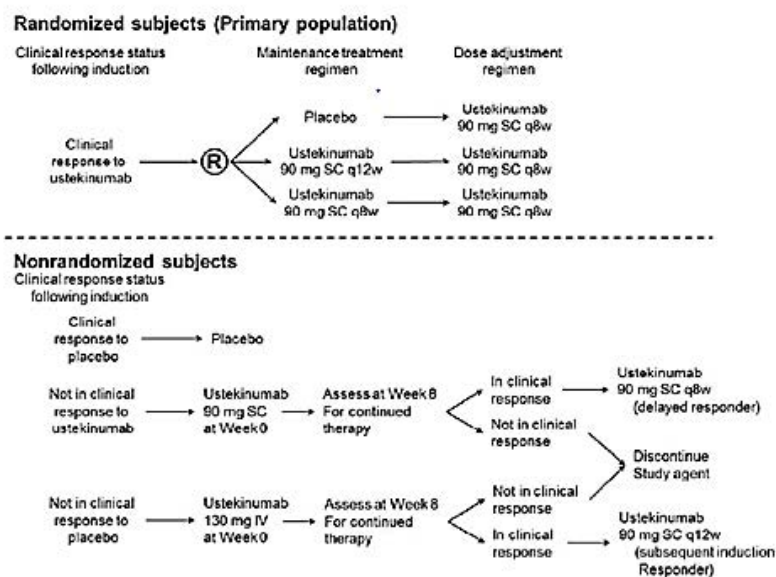 Randomized subjects (Primary population)
Clinical response status
following induction
Maintenance treatment
regimen
Dose adjustment
regimen
Clinical
response to
ustekinumab
R
Placebo
Ustekinumab
90 mg SC q8w
Ustekinumab
90 mg SC q12w
Ustekinumab
90 mg SC q8w
Ustekinumab
90 mg SC q8w
Ustekinumab
90 mg SC q8w
Nonrandomized subjects
Clinical response status
following induction
Clinical
response to
placebo
Placebo
Not in clinical
response to
ustekinumab
Ustekinumab
90 mg SC
at Week 0
Assess at Week 8
For continued
therapy
In clinical
response
Ustekinumab
90 mg SC q8w
(delayed responder)
Not in clinical
response
Discontinue
Study agent
Not in clinical
response to
placebo
Ustekinumab
130 mg IV
at Week 0
Assess at Week 8
For continued
therapy
Not in clinical
response
In clinical
response
Ustekinumab
90 mg SC q12w
(subsequent induction
Responder)